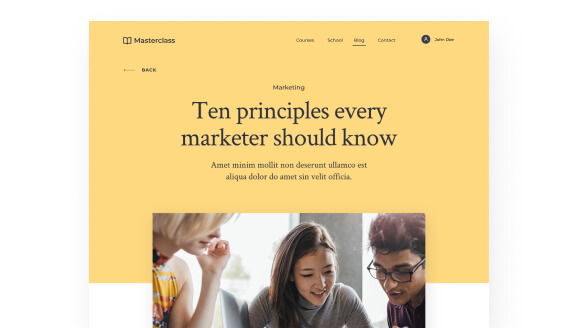 Masterclass
Courses
School
Blog
Contact
John Doe
BACK
Marketing
Ten principles every
marketer should know
Amet minim mollit non deserunt ullamco est
aliqua dolor do amet sin velit officia.